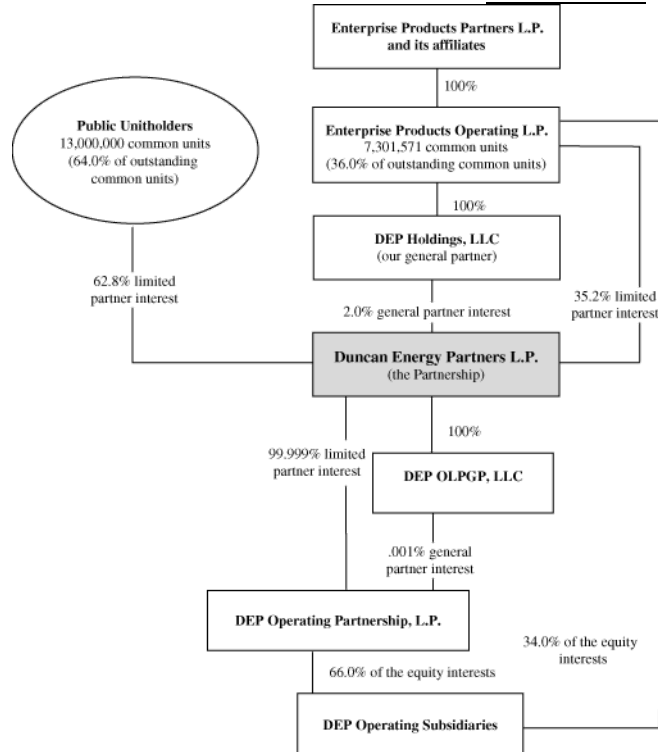 Enterprise Products Partners L.P.
and its affiliates
100%
Public Unitholders
13,000,000 common units
(64.0% of outstanding
common units)
Enterprise Products Operating L.P.
7,301,571 common units
(36.0% of outstanding common units)
100%
DEP Holdings, LLC
(our general partner)
62.8% limited
partner interest
2.0% general partner interest
35.2% limited
partner interest
Duncan Energy Partners L.P.
(the Partnership)
99.999% limited
partner interest
100%
DEP OLPGP, LLC
.001% general
partner interest
DEP Operating Partnership, L.P.
34.0% of the equity
interests
66.0% of the equity interests
DEP Operating Subsidiaries